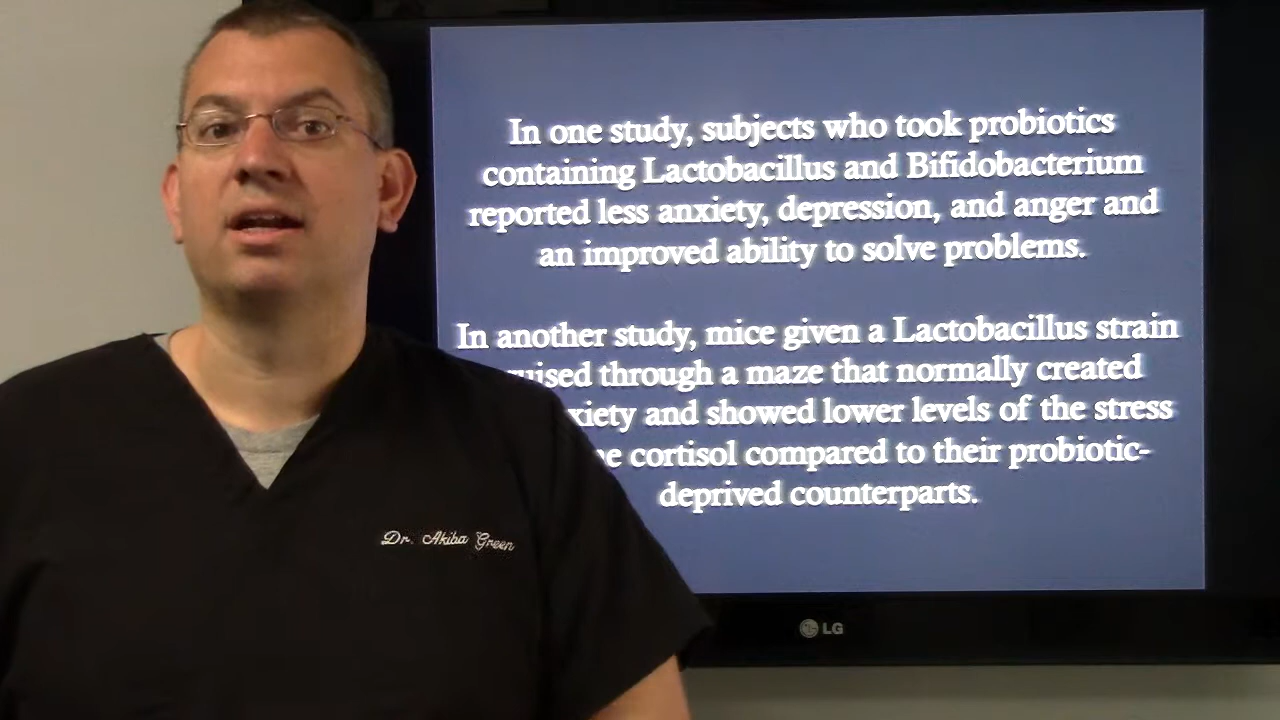 In one study, subjects who took probiotics
containing Lactobacillus and Bifidobacterium
reported less anxiety, depression, and anger and
an improved ability to solve problems.
In another study, mice given a Lactobacillus strain
through a maze that normally created
and showed lower levels of the stress
cortisol compared to their probiotic-
deprived counterparts.
Dr. Akiba Green
LG